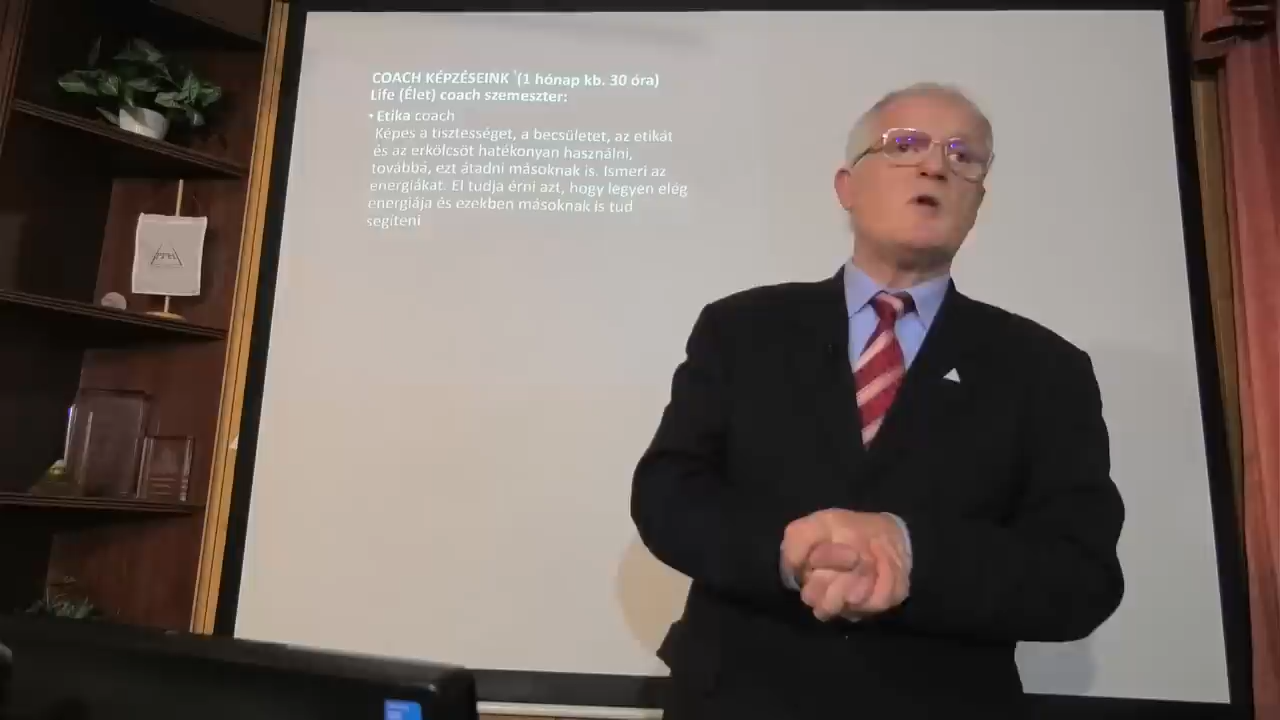 COACH KÉPZÉSEINK (1 hónap kb. 30 óra)
Life (Élet) coach szemeszter:
• Etika coach
Képes a tisztességet, a becsületet, az etikát
és az erkölcsöt hatékonyan használni,
továbbá, ezt átadni másoknak is. Ismeri az
energiákat. El tudja érni azt, hogy legyen elég
energiája és ezekben másoknak is tud
segíteni